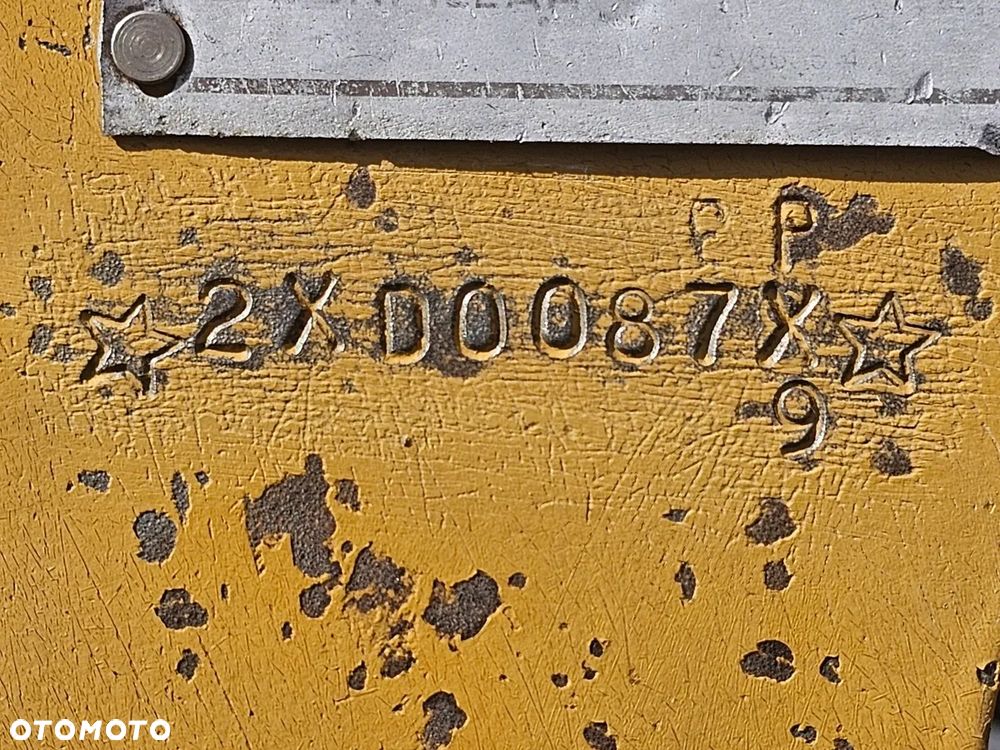 P P
☆2XD0087X☆
9
OTOMOTO